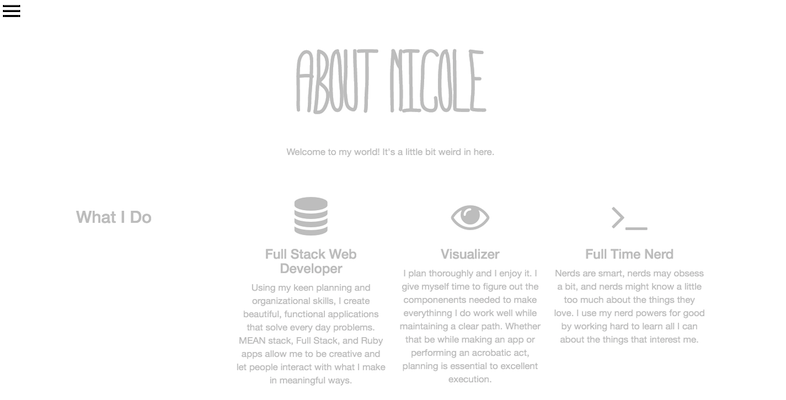 ABOUT NICOLE
Welcome to my world! It's a little bit weird in here.
What I Do
Full Stack Web
Developer
Using my keen planning and
organizational skills, I create
beautiful, functional applications
that solve every day problems.
MEAN stack, Full Stack, and Ruby
apps allow me to be creative and
let people interact with what I make
in meaningful ways.
Visualizer
I plan thoroughly and I enjoy it. I
give myself time to figure out the
componenents needed to make
everythinng I do work well while
maintaining a clear path. Whether
that be while making an app or
performing an acrobatic act,
planning is essential to excellent
execution.
Full Time Nerd
Nerds are smart, nerds may obsess
a bit, and nerds might know a little
too much about the things they
love. I use my nerd powers for good
by working hard to learn all I can
about the things that interest me.